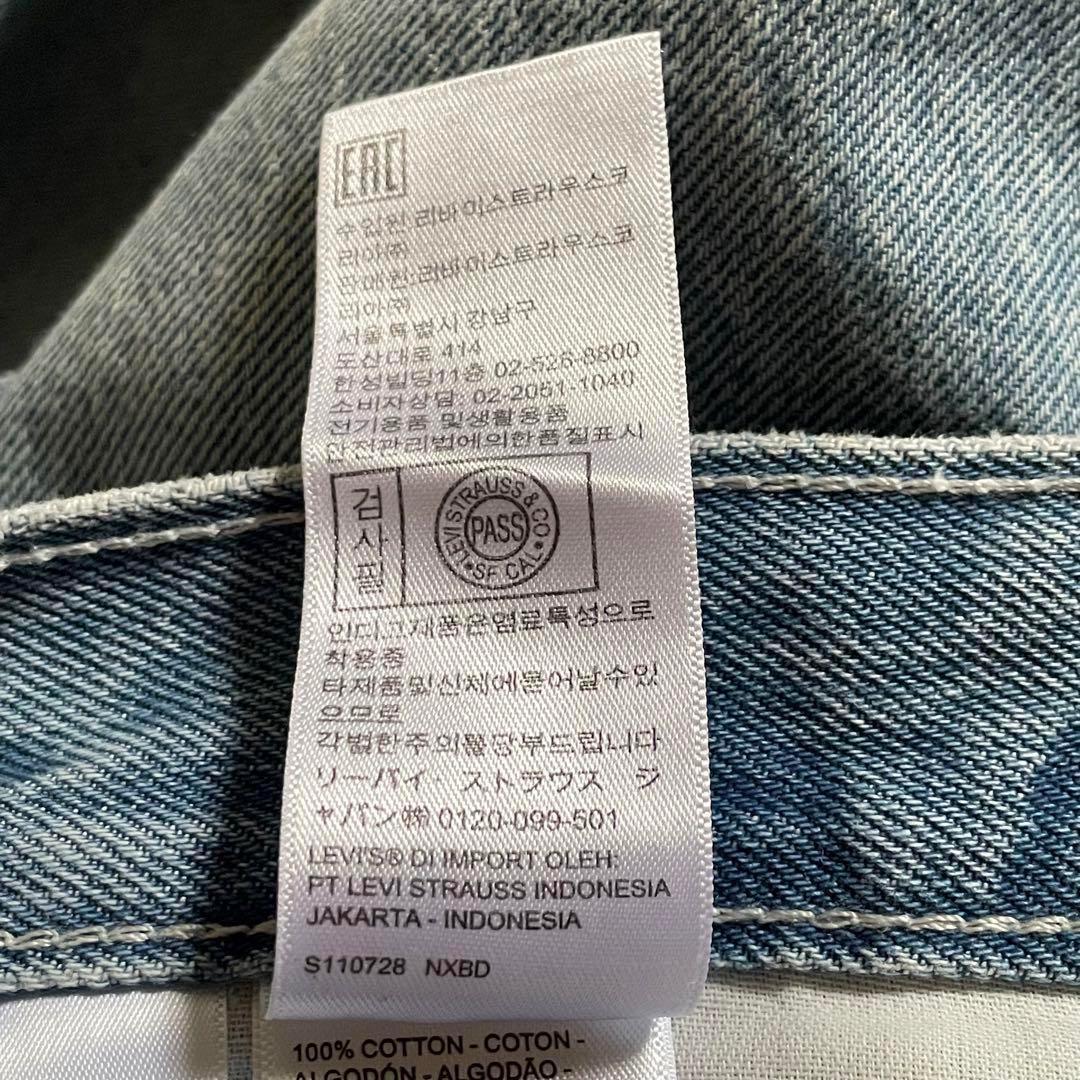 EAC
수입원:리바이스트라우스코
리아㈜
판매원:리바이스트라우스코
리아㈜
서울특별시 강남구
도산대로 414
한성빌딩11층 02-526-8800
소비자상담: 02-2051-1040
전기용품 및생활용품
안전관리법에의한품질표시
검사필
LEVI STRAUSS & CO
PASS
SF CAL
인디고제품은염료특성으로
착용중
타제품및신체에묻어날수있
으므로
각별한주의를당부드립니다
リーバイ・ストラウス ジ
ャパン㈱ 0120-099-501
LEVI'S® DI IMPORT OLEH:
PT LEVI STRAUSS INDONESIA
JAKARTA - INDONESIA
S110728 NXBD
100% COTTON - COTON -
ALGODÓN - ALGODÃO -